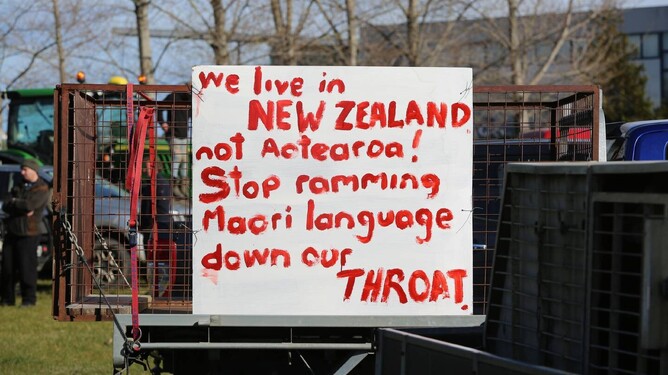 we live in
NEW ZEALAND
not Aotearoa!
Stop ramming
Maori language
down our
THROAT.